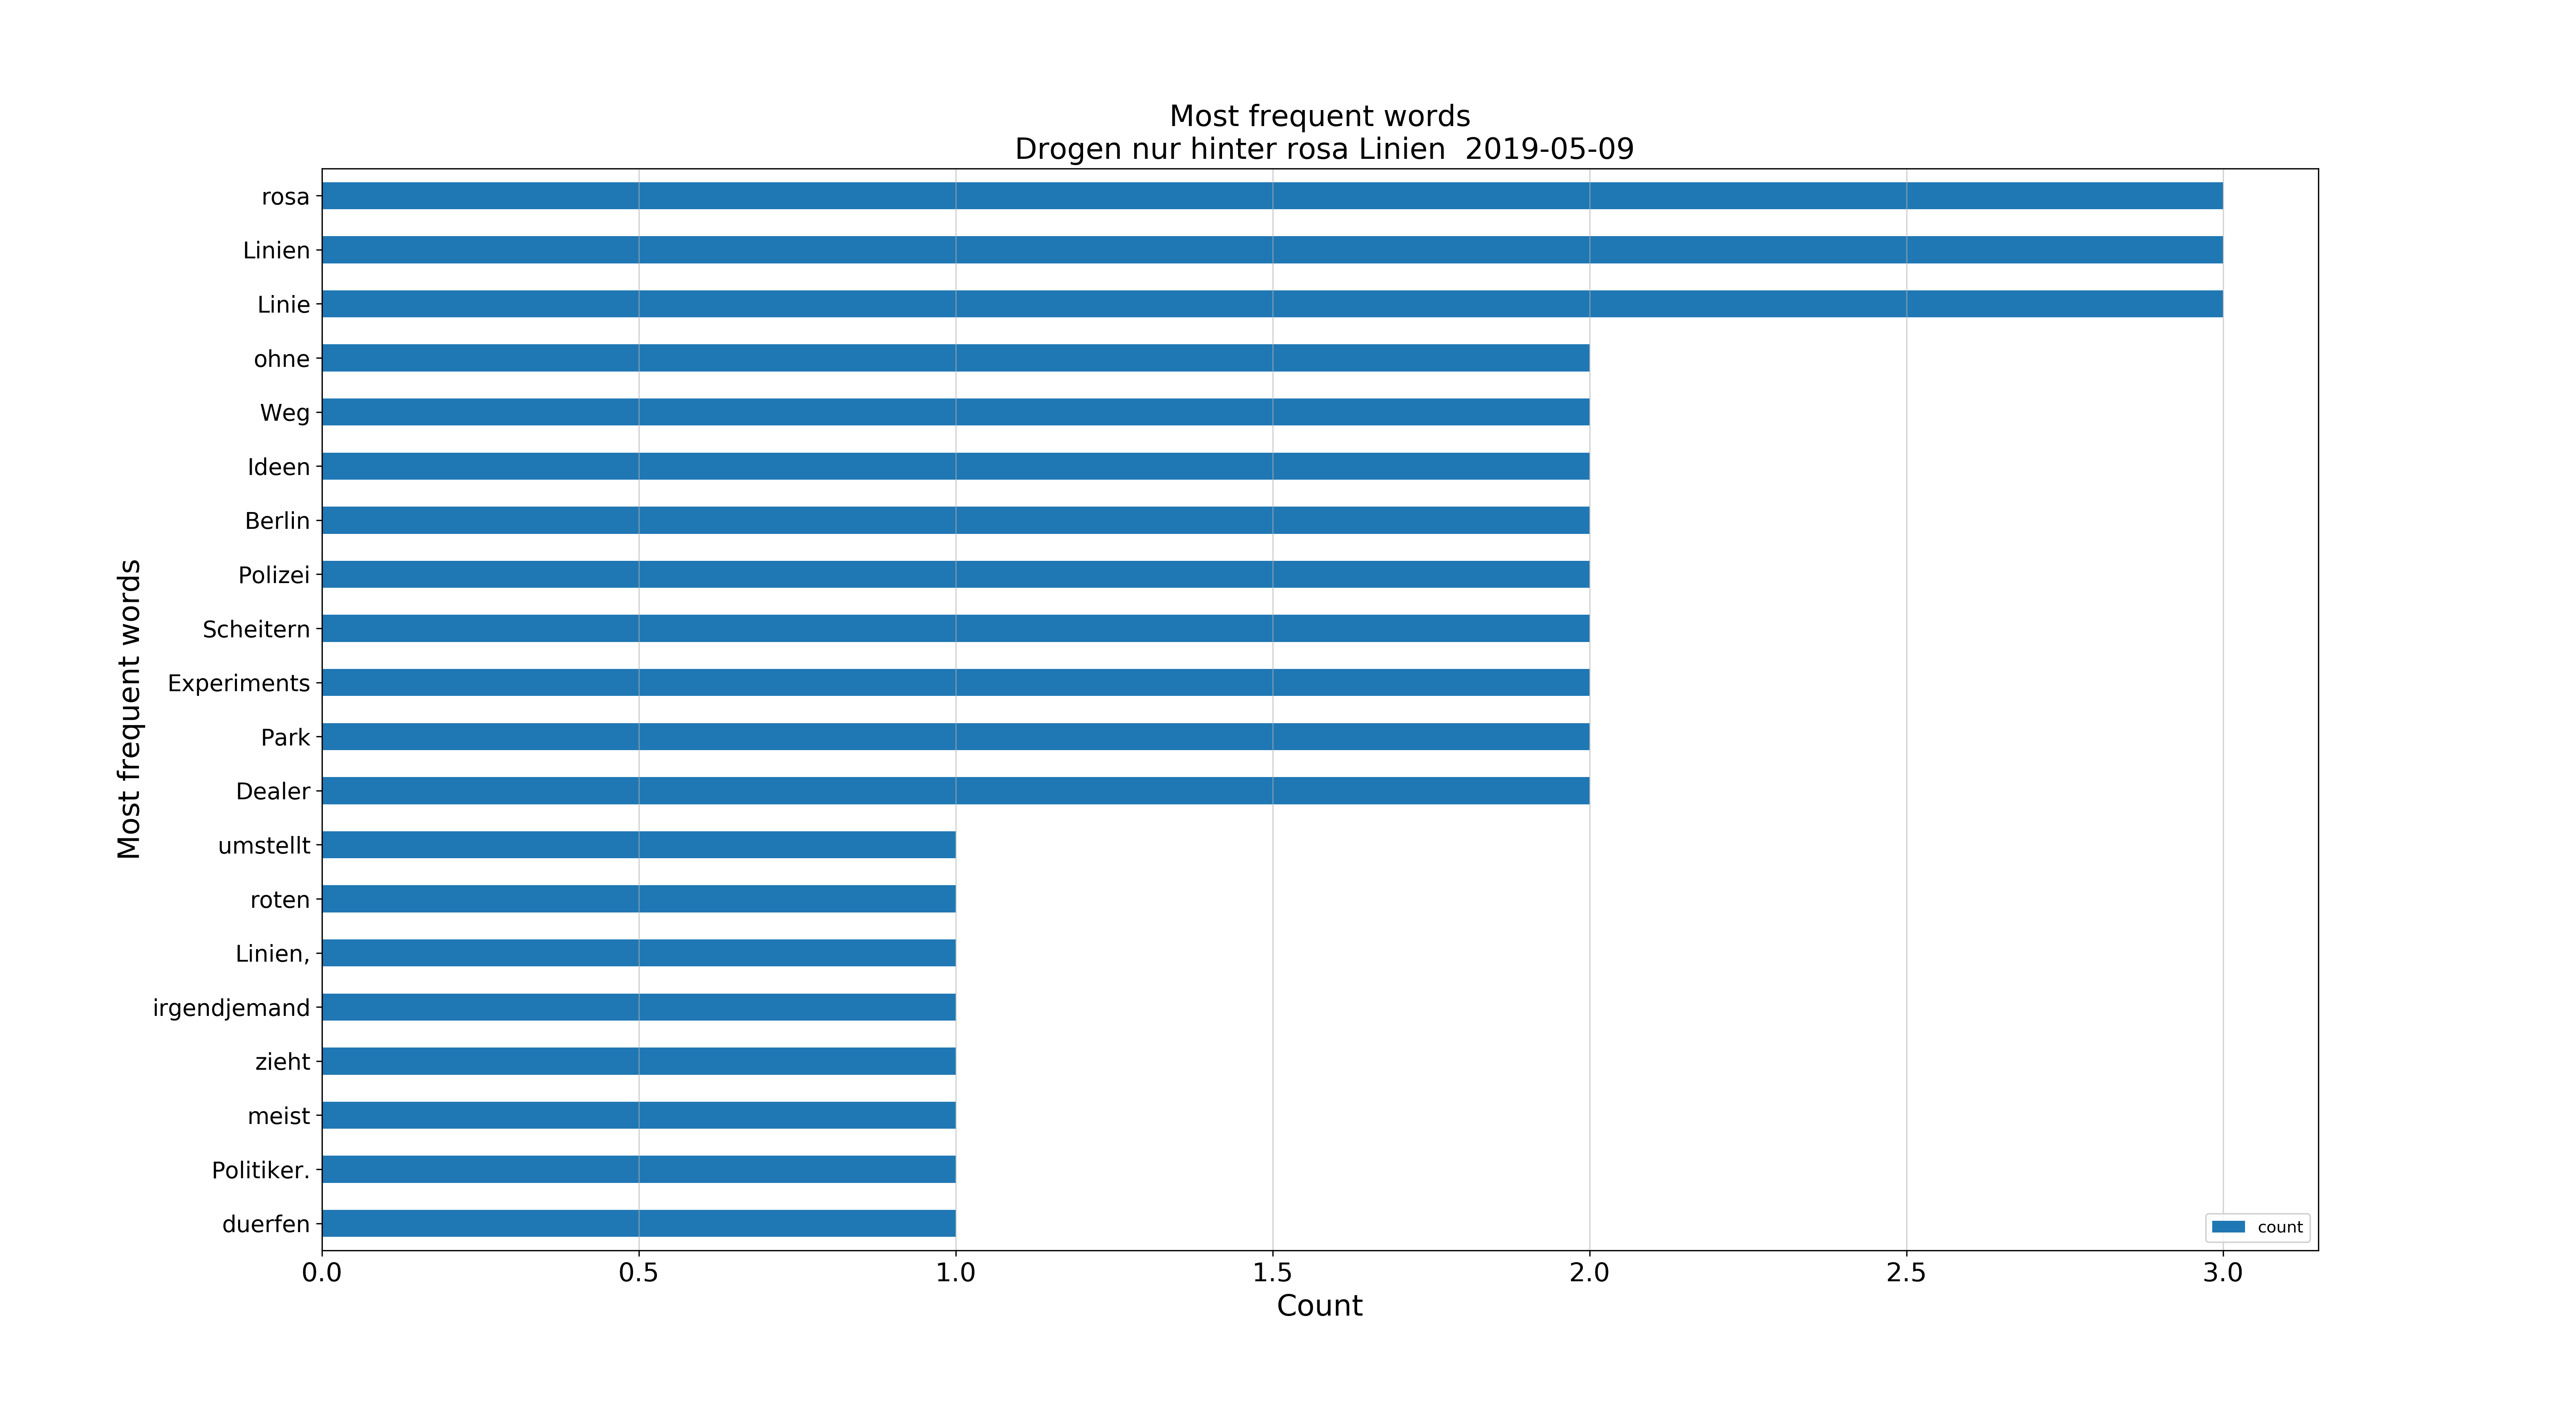 Most frequent words
Drogen nur hinter rosa Linien  2019-05-09
Most frequent words
rosa
Linien
Linie
ohne
Weg
Ideen
Berlin
Polizei
Scheitern
Experiments
Park
Dealer
umstellt
roten
Linien,
irgendjemand
zieht
meist
Politiker.
duerfen
count
0.0 0.5 1.0 1.5 2.0 2.5 3.0
Count